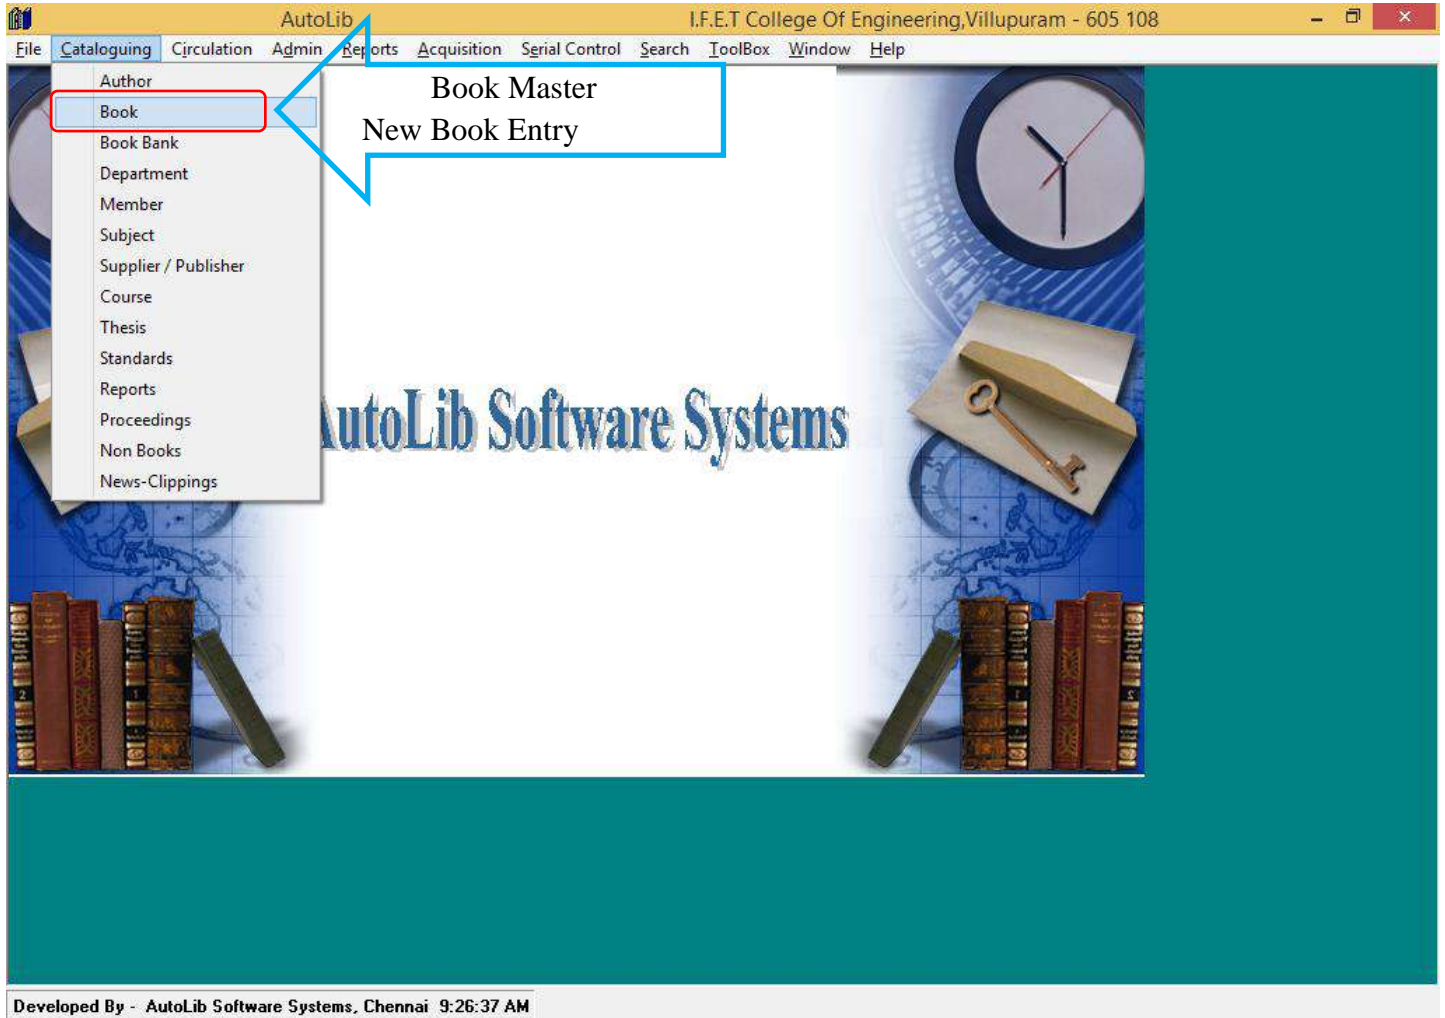 AutoLib I.F.E.T College Of Engineering,Villupuram - 605 108
File Cataloguing Circulation Admin Reports Acquisition Serial Control Search ToolBox Window Help
Author
Book
Book Bank
Department
Member
Subject
Supplier / Publisher
Course
Thesis
Standards
Reports
Proceedings
Non Books
News-Clippings
Book Master
New Book Entry
AutoLib Software Systems
Developed By - AutoLib Software Systems, Chennai 9:26:37 AM